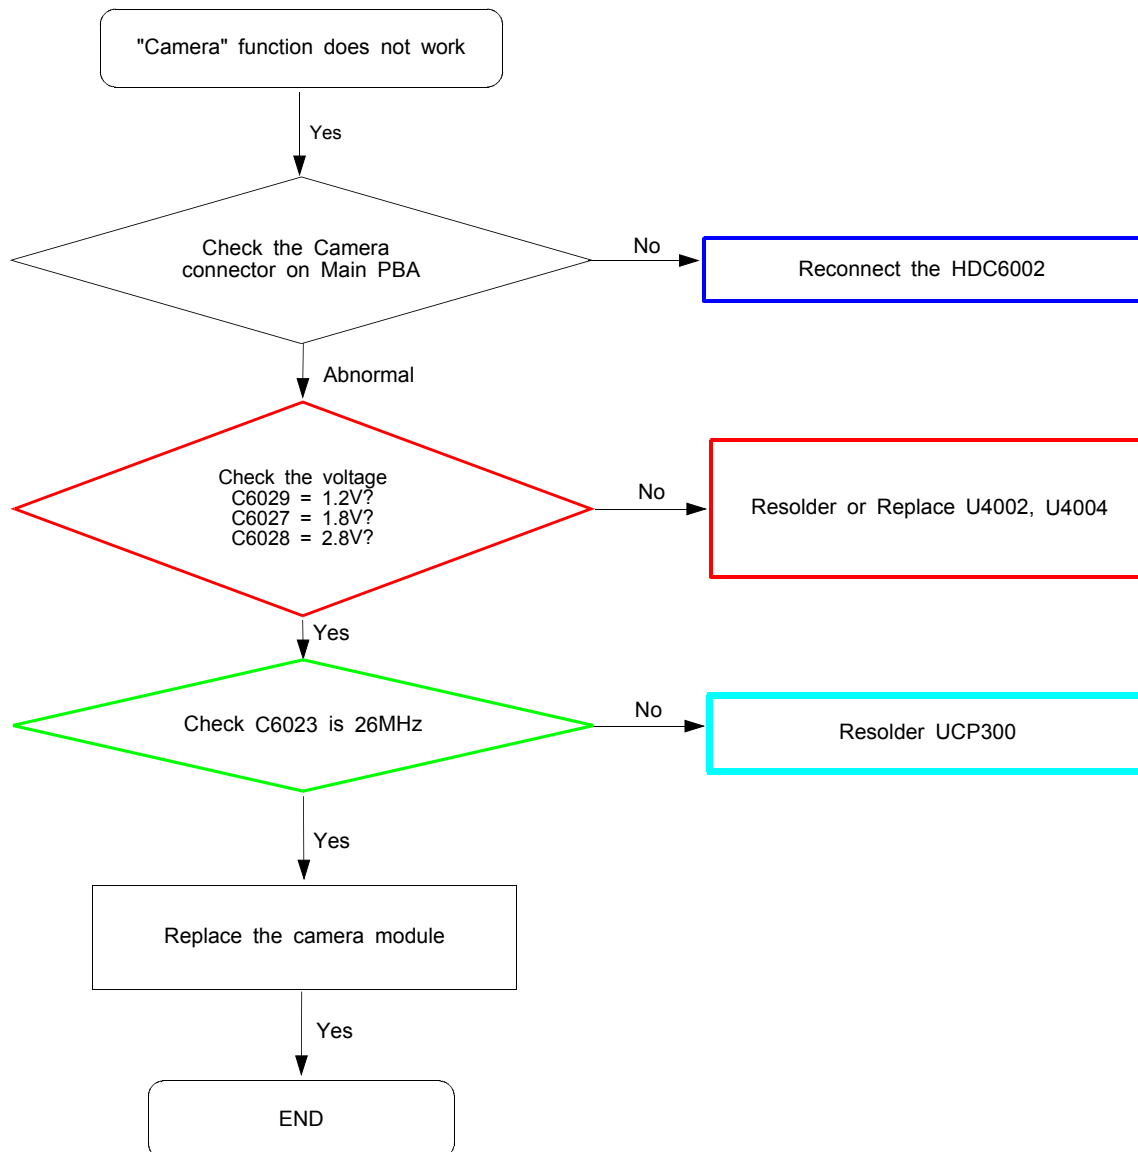 "Camera" function does not work
Yes
Check the Camera
connector on Main PBA
No
Reconnect the HDC6002
Abnormal
Check the voltage
C6029 = 1.2V?
C6027 = 1.8V?
C6028 = 2.8V?
No
Resolder or Replace U4002, U4004
Yes
Check C6023 is 26MHz
No
Resolder UCP300
Yes
Replace the camera module
Yes
END